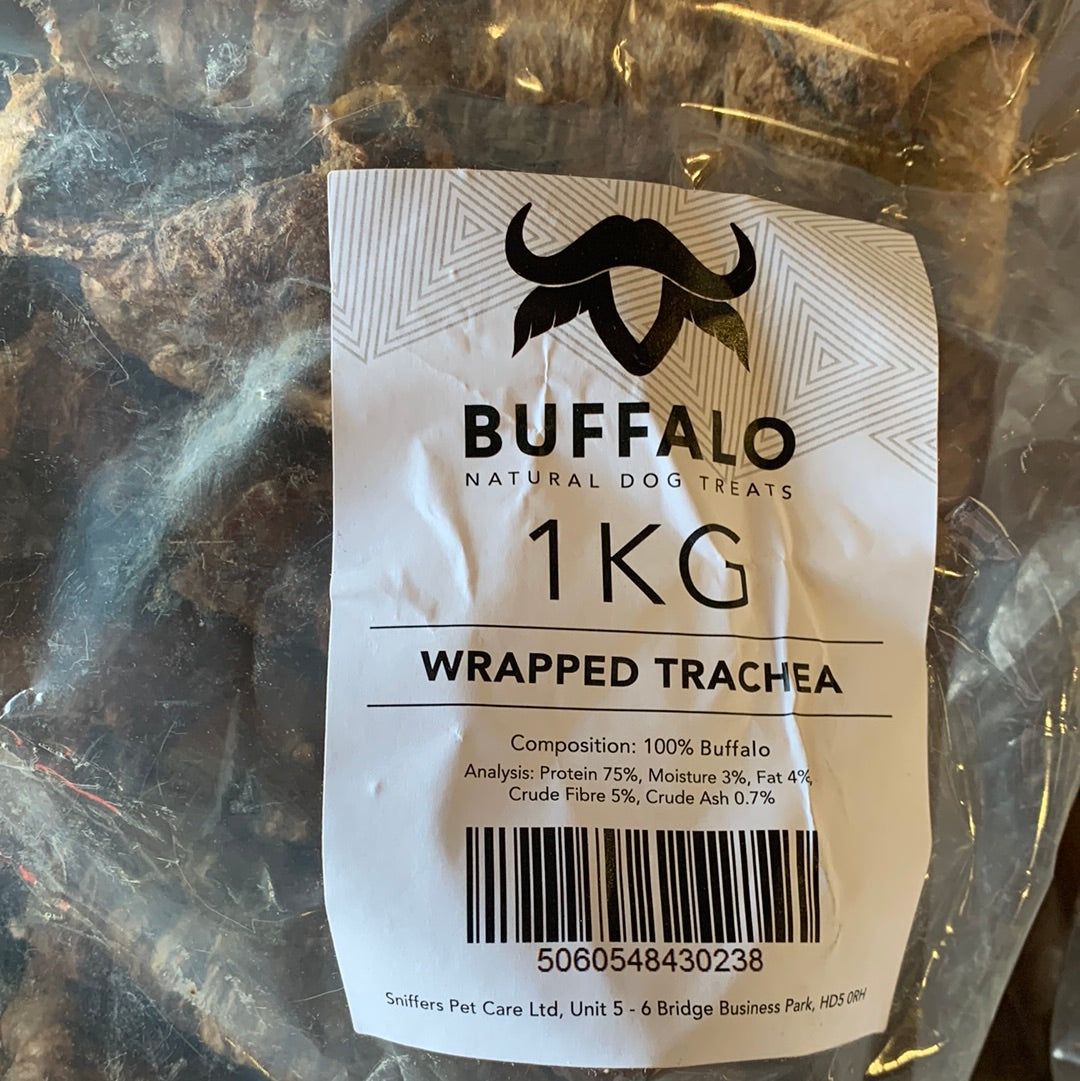 BUFFALO
NATURAL DOG TREATS
1KG
WRAPPED TRACHEA
Composition: 100% Buffalo
Analysis: Protein 75%, Moisture 3%, Fat 4%,
Crude Fibre 5%, Crude Ash 0.7%
5060548430238
Sniffers Pet Care Ltd, Unit 5 - 6 Bridge Business Park, HD5 0RH